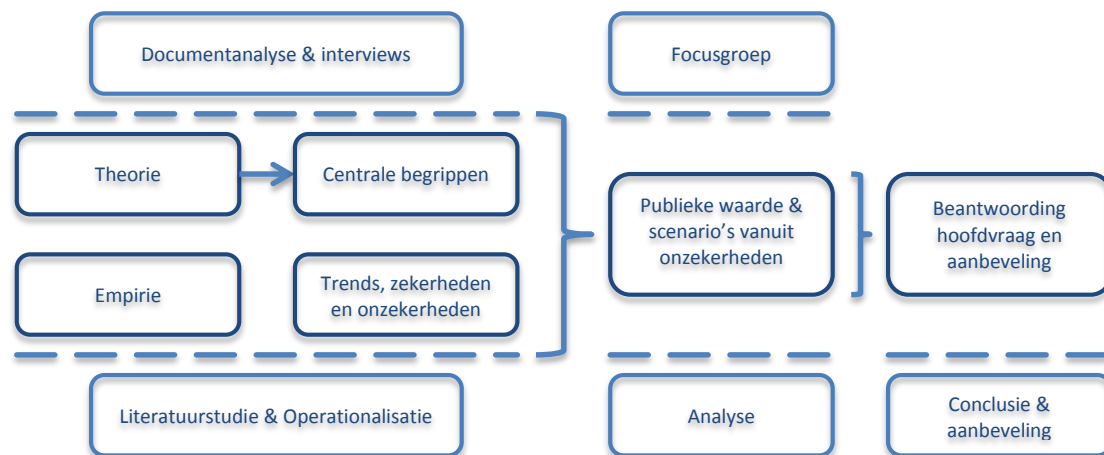 Documentanalyse & interviews
Focusgroep
Theorie
Centrale begrippen
Publieke waarde &
scenario’s vanuit
onzekerheden
Beantwoording
hoofdvraag en
aanbeveling
Empirie
Trends, zekerheden
en onzekerheden
Literatuurstudie & Operationalisatie
Analyse
Conclusie &
aanbeveling